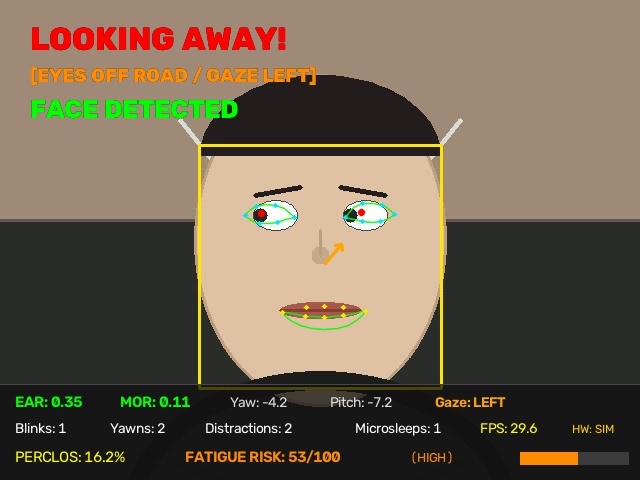 LOOKING AWAY!
[EYES OFF ROAD / GAZE LEFT]
FACE DETECTED
EAR: 0.35 MOR: 0.11 Yaw: -4.2 Pitch: -7.2 Gaze: LEFT
Blinks: 1 Yawns: 2 Distractions: 2 Microsleeps: 1 FPS: 29.6 HW: SIM
PERCLOS: 16.2% FATIGUE RISK: 53/100 (HIGH)